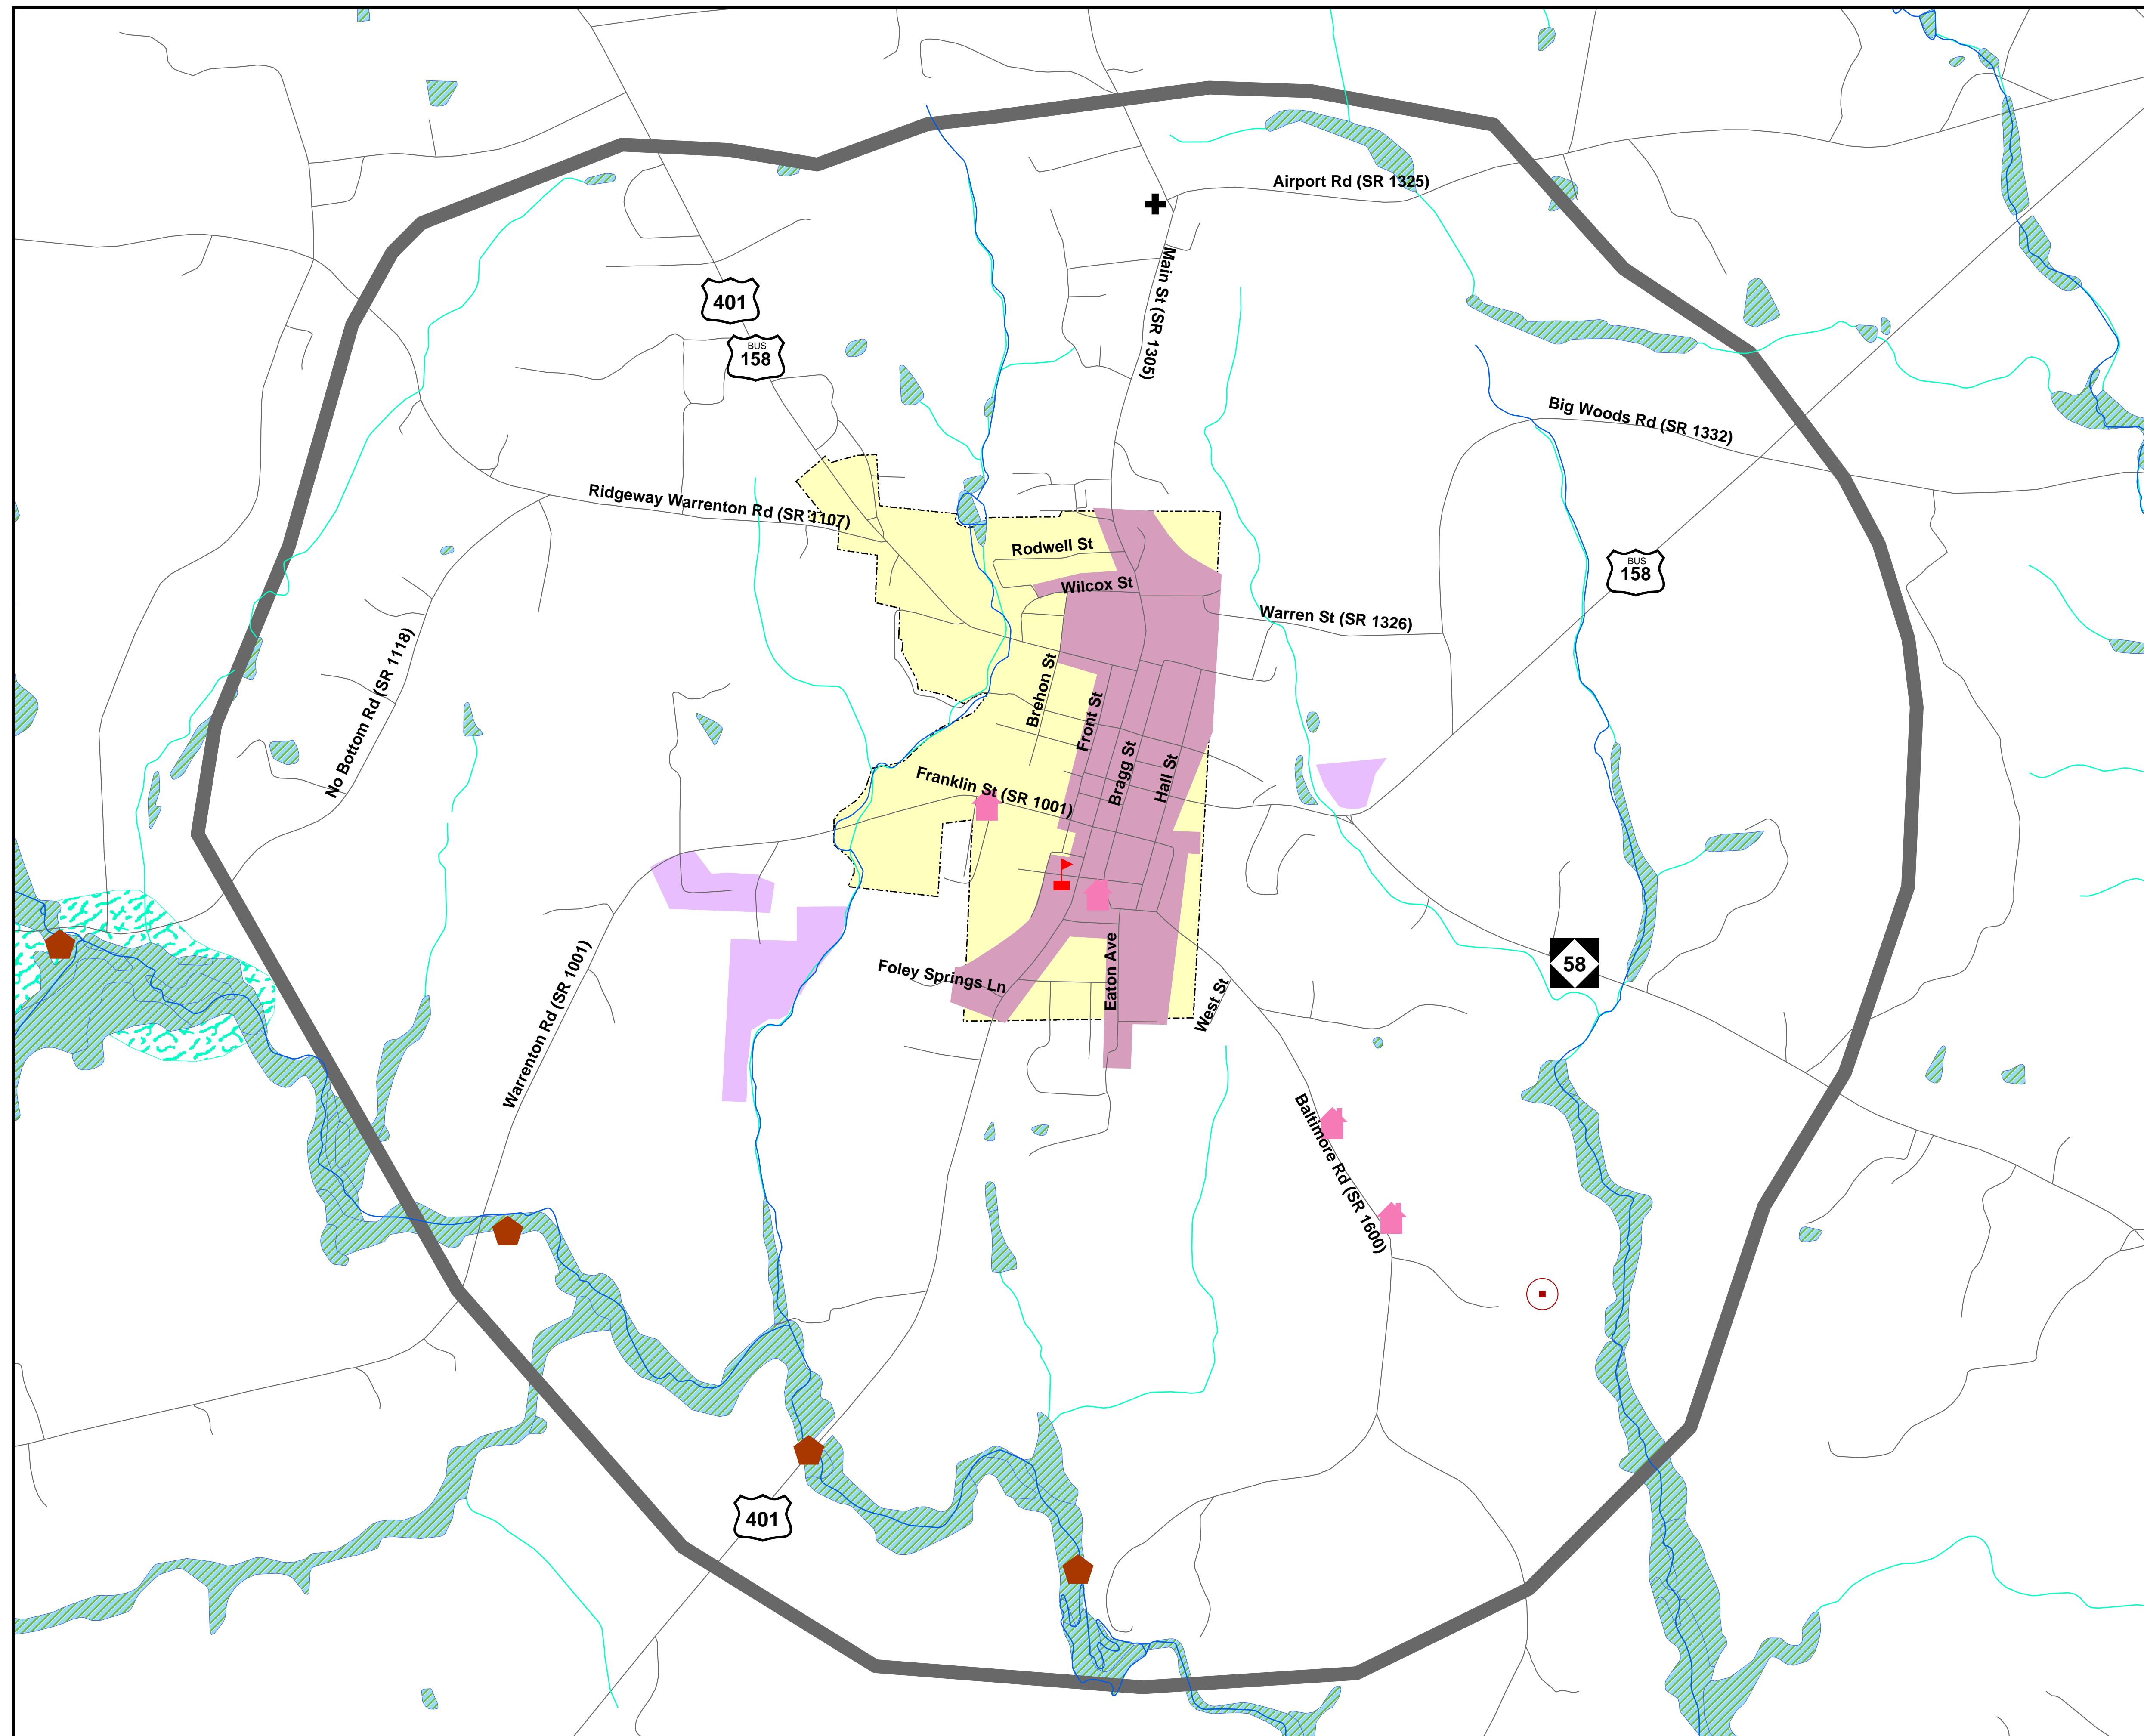 Airport Rd (SR 1325)
Main St (SR 1305)
401
BUS
158
Big Woods Rd (SR 1332)
Ridgeway Warrenton Rd (SR 1107)
Rodwell St
BUS
158
Wilcox St
Warren St (SR 1326)
No Bottom Rd (SR 1118)
Brehon St
Front St
Bragg St
Hall St
Franklin St (SR 1001)
Warrenton Rd (SR 1001)
Foley Springs Ln
Eaton Ave
West St
58
Baltimore Rd (SR 1600)
401